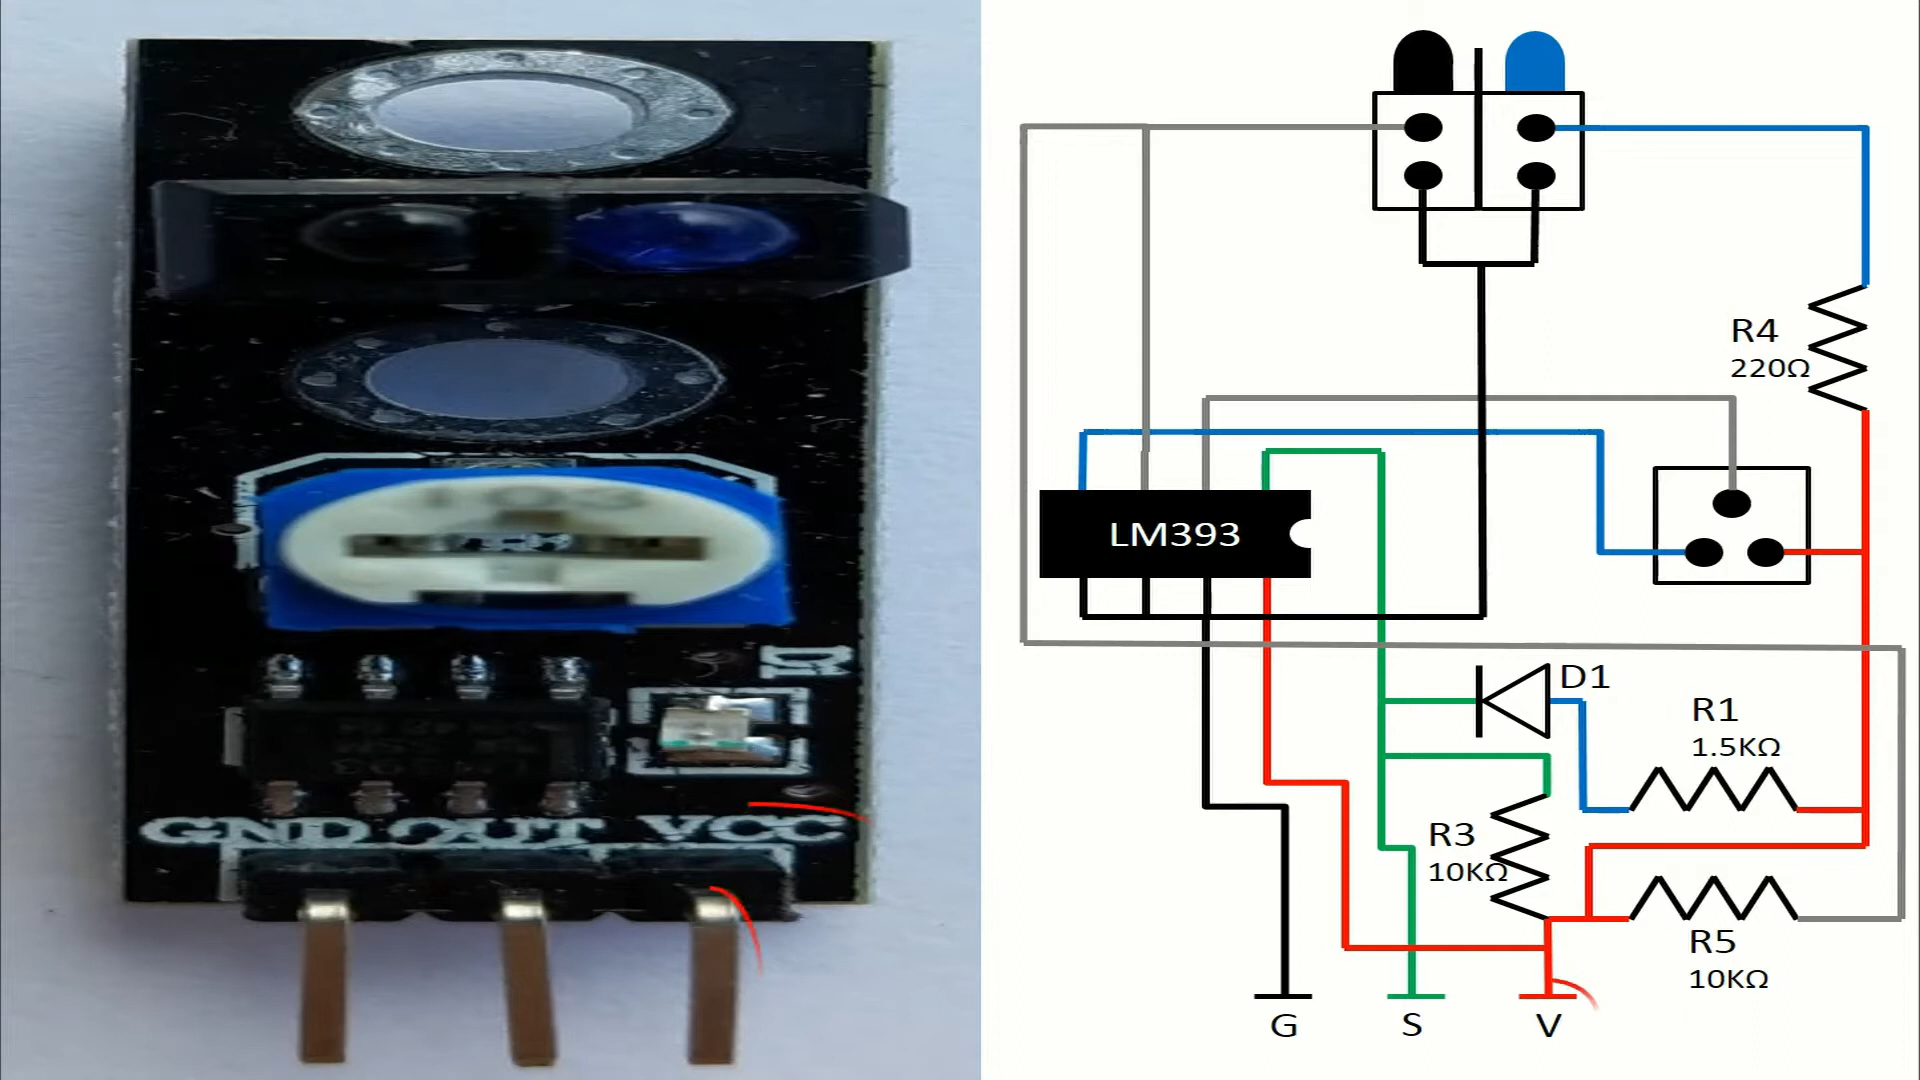 GND OUT VCC
R4
220Ω
LM393
D1
R1
1.5KΩ
R3
10KΩ
R5
10KΩ
G
S
V